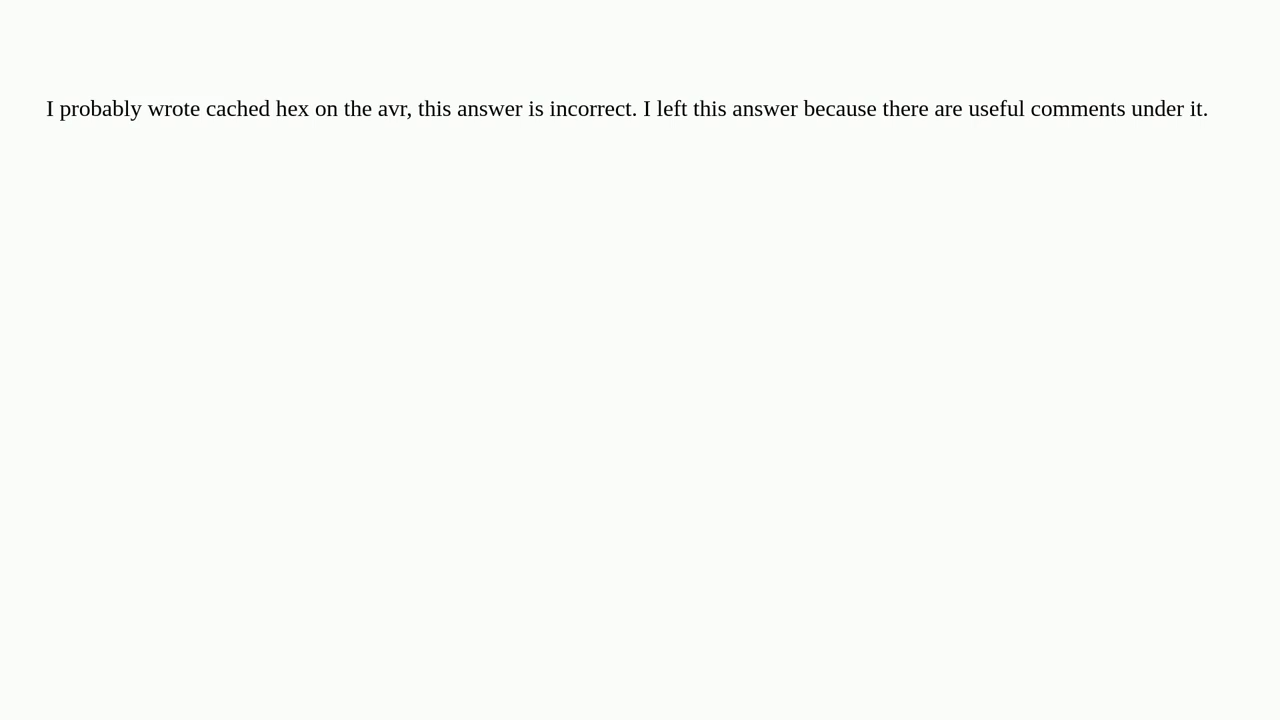 I probably wrote cached hex on the avr, this answer is incorrect. I left this answer because there are useful comments under it.